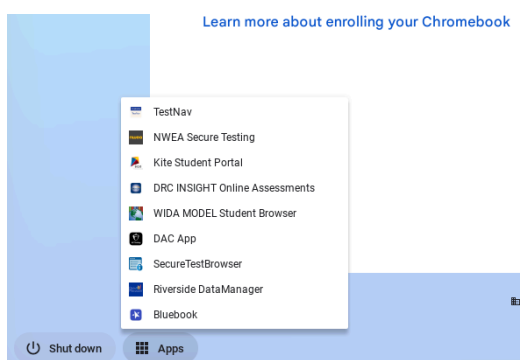 Learn more about enrolling your Chromebook
TestNav
NWEA Secure Testing
Kite Student Portal
DRC INSIGHT Online Assessments
WIDA MODEL Student Browser
DAC App
SecureTestBrowser
Riverside DataManager
Bluebook
Shut down
Apps